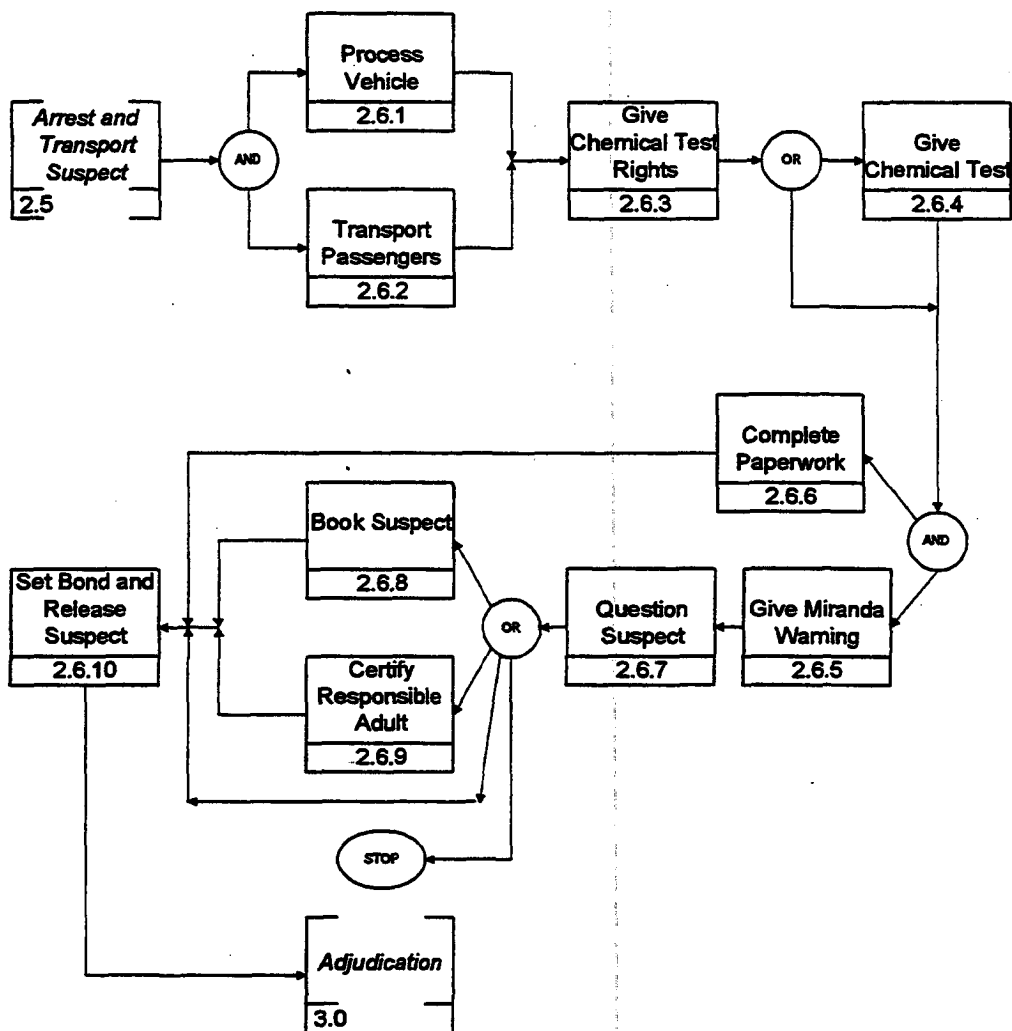 Process
Vehicle
2.6.1
Arrest and
Transport
Suspect
2.5
AND
Transport
Passengers
2.6.2
Give
Chemical Test
Rights
2.6.3
OR
Give
Chemical Test
2.6.4
Complete
Paperwork
2.6.6
AND
Give Miranda
Warning
2.6.5
Question
Suspect
2.6.7
OR
Book Suspect
2.6.8
Certify
Responsible
Adult
2.6.9
Set Bond and
Release
Suspect
2.6.10
STOP
Adjudication
3.0